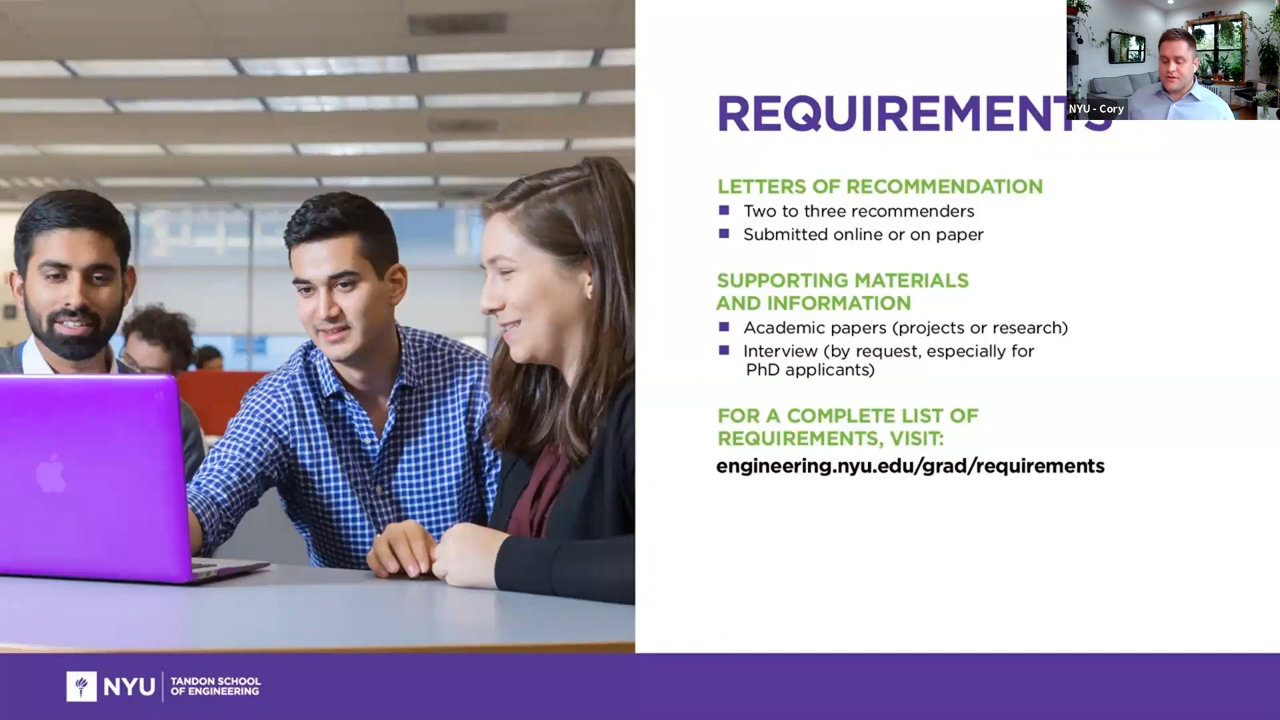 NYU - Cory
REQUIREMENTS
LETTERS OF RECOMMENDATION
Two to three recommenders
Submitted online or on paper
SUPPORTING MATERIALS
AND INFORMATION
Academic papers (projects or research)
Interview (by request, especially for
PhD applicants)
FOR A COMPLETE LIST OF
REQUIREMENTS, VISIT:
engineering.nyu.edu/grad/requirements
NYU
TANDON SCHOOL
OF ENGINEERING